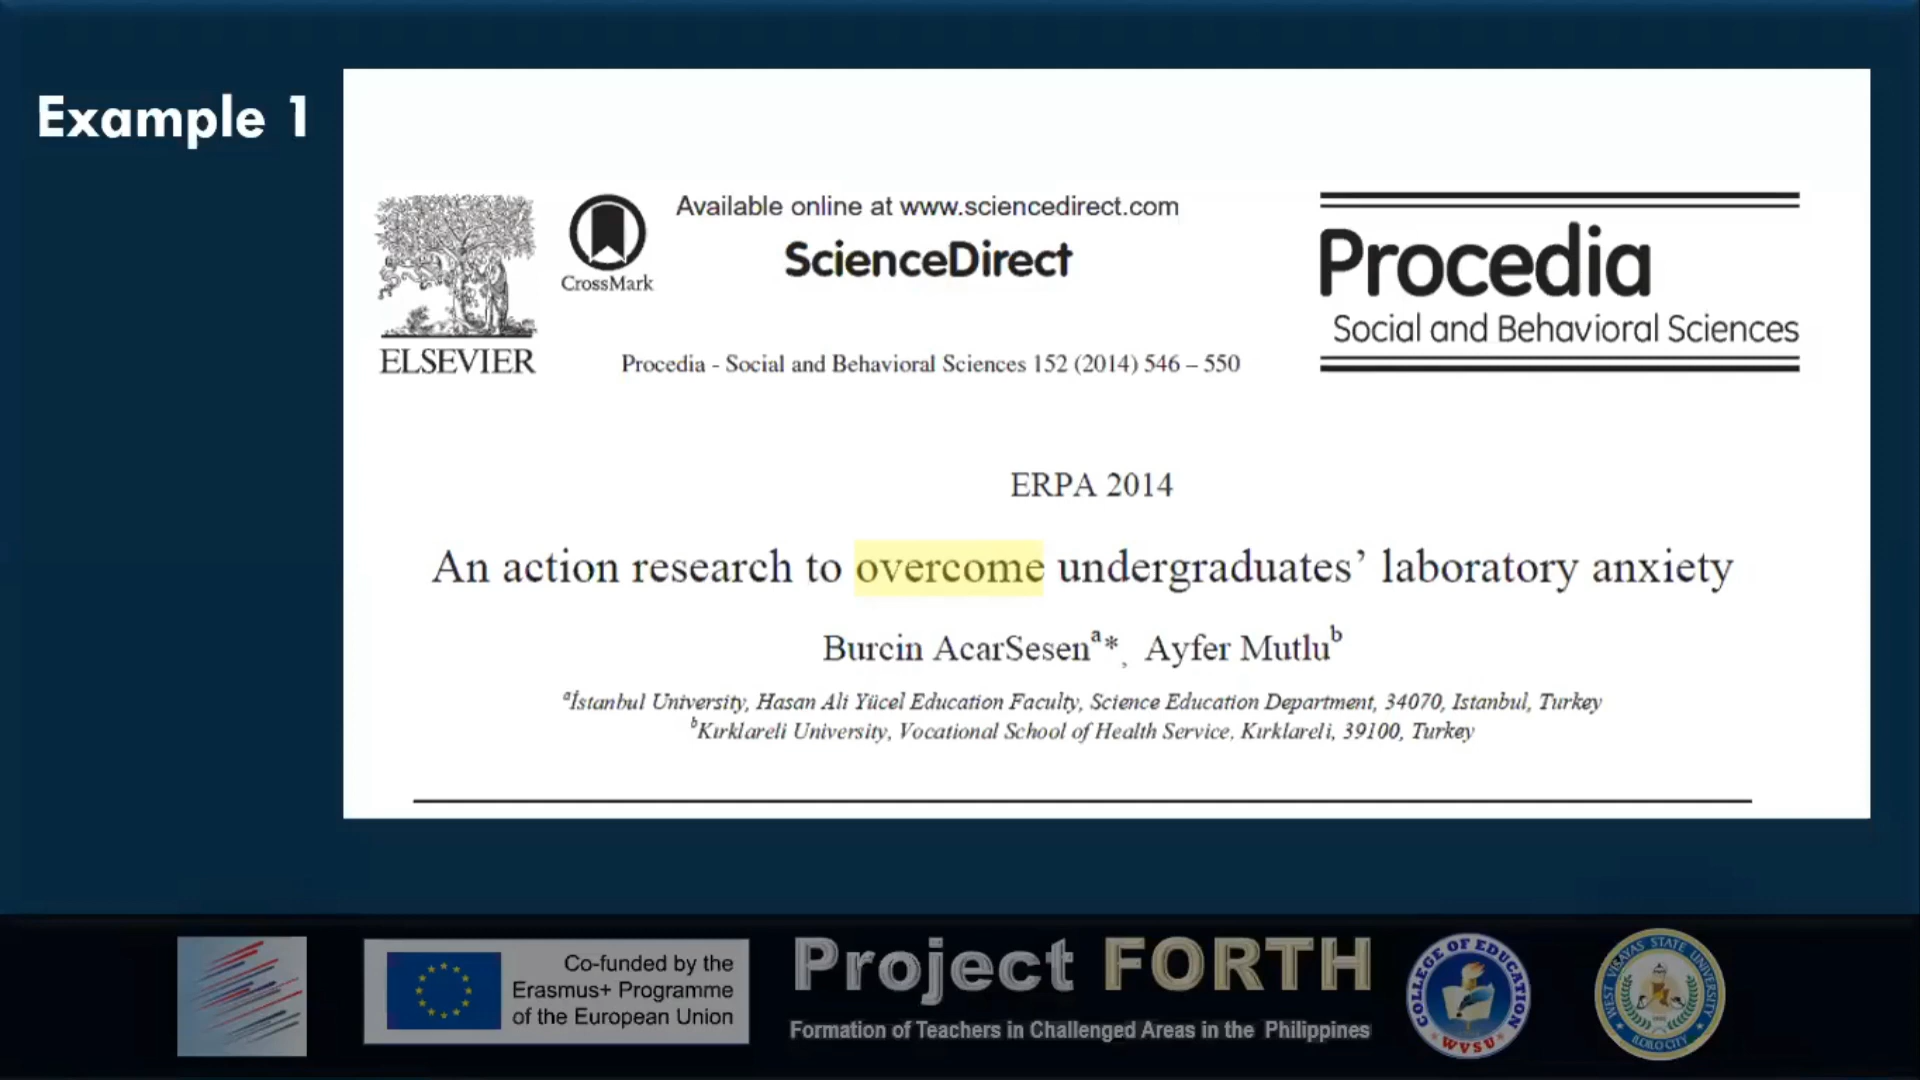 Example 1
Available online at www.sciencedirect.com
ScienceDirect
CrossMark
ELSEVIER
Procedia
Social and Behavioral Sciences
Procedia - Social and Behavioral Sciences 152 (2014) 546 – 550
ERPA 2014
An action research to overcome undergraduates’ laboratory anxiety
Burcin AcarSesenᵃ*, Ayfer Mutluᵇ
ᵃİstanbul University, Hasan Ali Yücel Education Faculty, Science Education Department, 34070, Istanbul, Turkey
ᵇKırklareli University, Vocational School of Health Service, Kırklareli, 39100, Turkey
Co-funded by the
Erasmus+ Programme
of the European Union
Project FORTH
Formation of Teachers in Challenged Areas in the Philippines
COLLEGE OF EDUCATION
WVSU
WEST VISAYAS STATE UNIVERSITY
ILOILO CITY